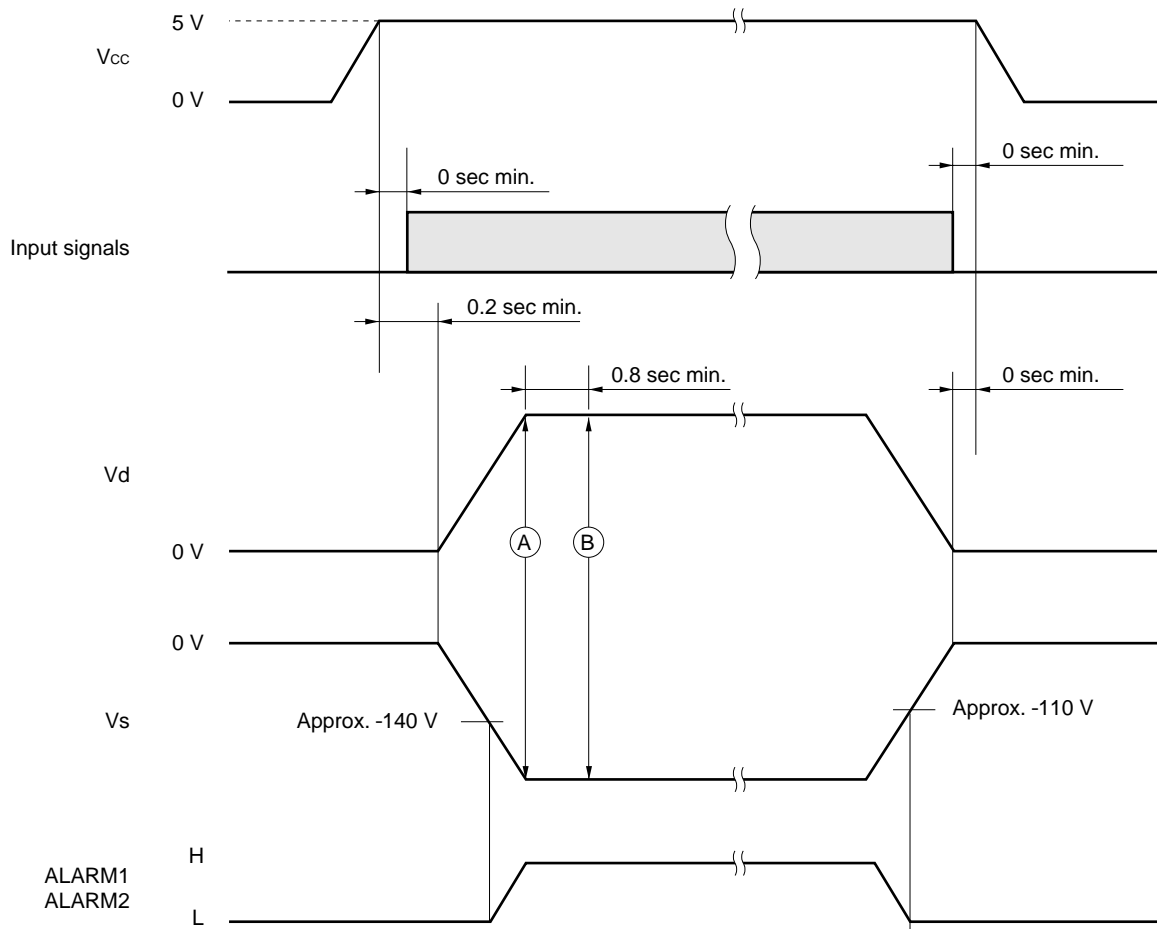 5 V
Vcc
0 V
0 sec min.
0 sec min.
Input signals
0.2 sec min.
0.8 sec min.
0 sec min.
Vd
A
B
0 V
0 V
Vs
Approx. -140 V
Approx. -110 V
H
ALARM1
ALARM2
L